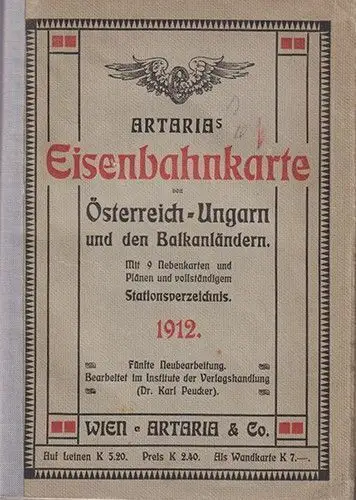 ARTARIAS
Eisenbahnkarte
von
Österreich-Ungarn
und den Balkanländern.
Mit 9 Nebenkarten und
Plänen und vollständigem
Stationsverzeichnis.
1912.
Fünfte Neubearbeitung.
Bearbeitet im Institute der Verlagshandlung
(Dr. Karl Peucker).
WIEN - ARTARIA & Co.
Auf Leinen K 5.20. Preis K 2.40. Als Wandkarte K 7.—.